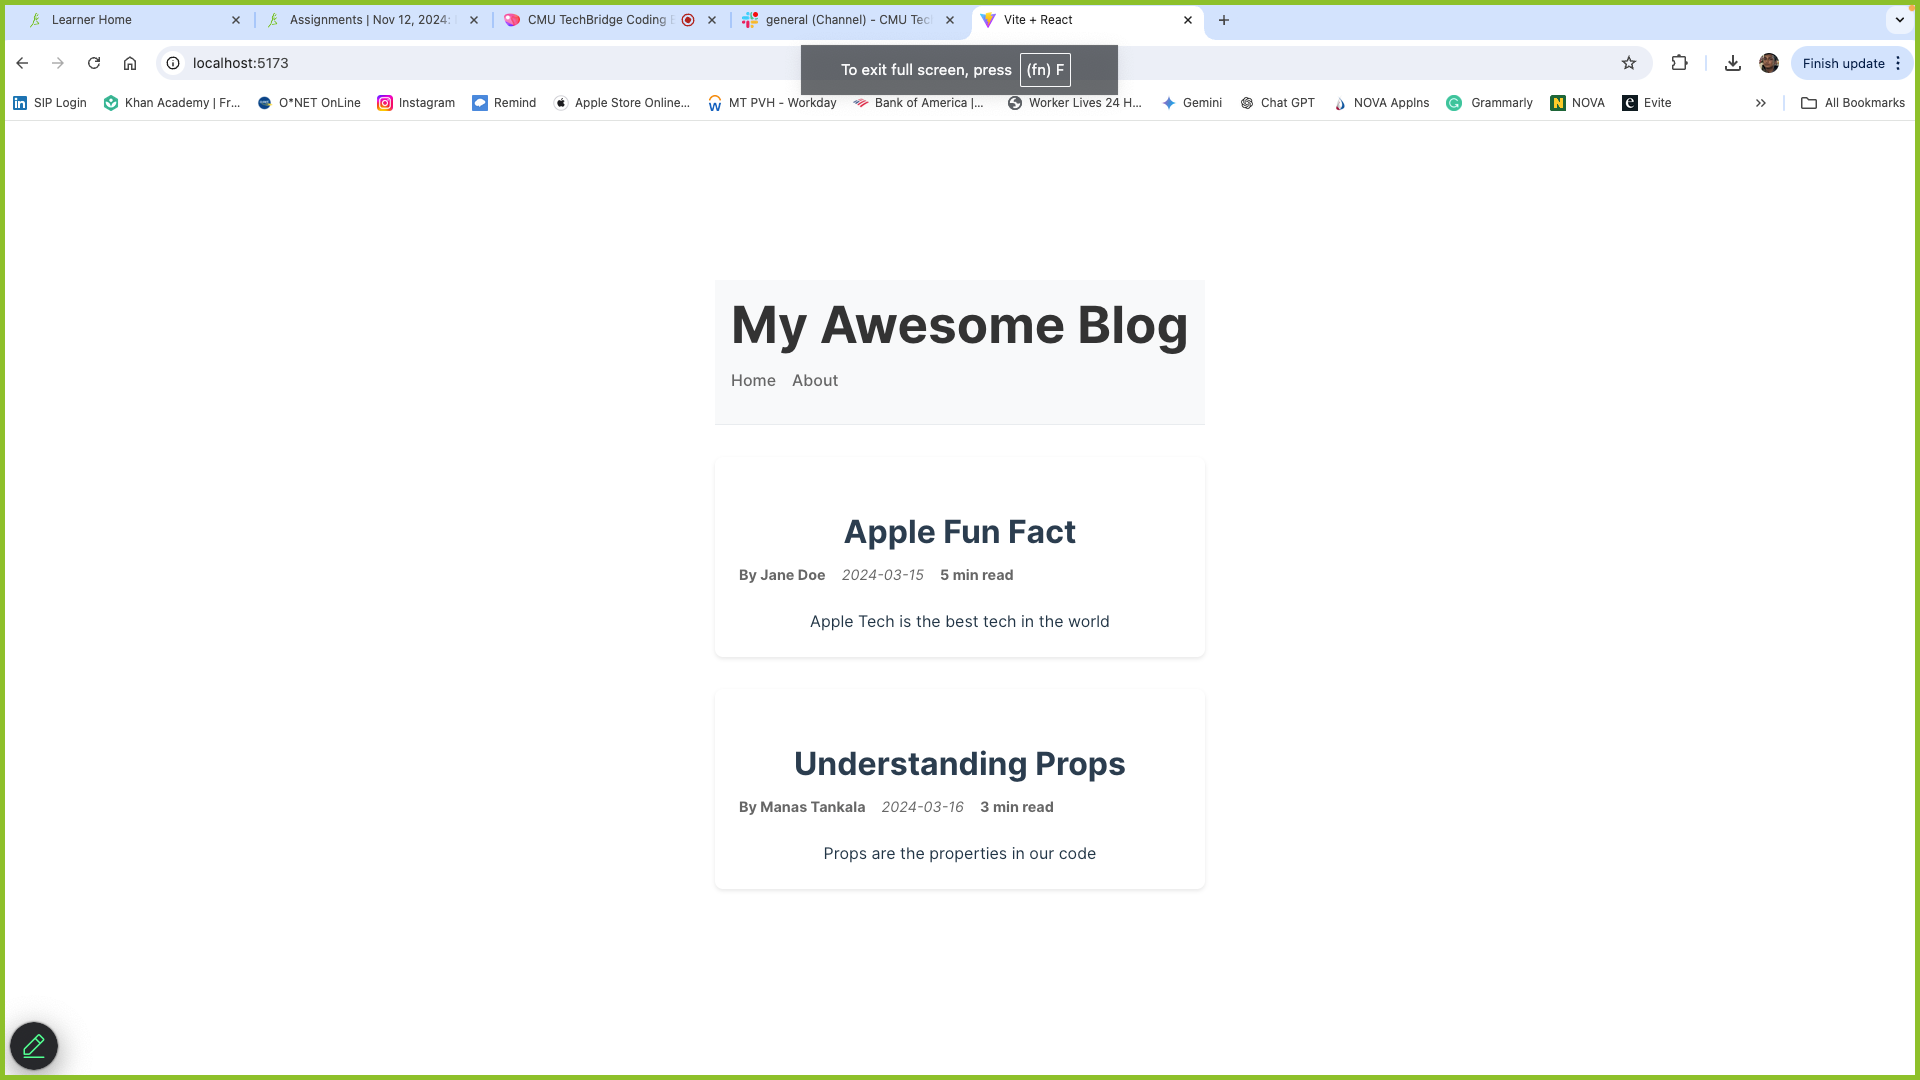 Learner Home
Assignments | Nov 12, 2024:
CMU TechBridge Coding
general (Channel) - CMU Tec
Vite + React
localhost:5173
To exit full screen, press (fn) F
Finish update
SIP Login
Khan Academy | Fr...
O*NET OnLine
Instagram
Remind
Apple Store Online...
MT PVH - Workday
Bank of America |...
Worker Lives 24 H...
Gemini
Chat GPT
NOVA AppIns
Grammarly
NOVA
Evite
All Bookmarks
My Awesome Blog
Home About
Apple Fun Fact
By Jane Doe 2024-03-15 5 min read
Apple Tech is the best tech in the world
Understanding Props
By Manas Tankala 2024-03-16 3 min read
Props are the properties in our code